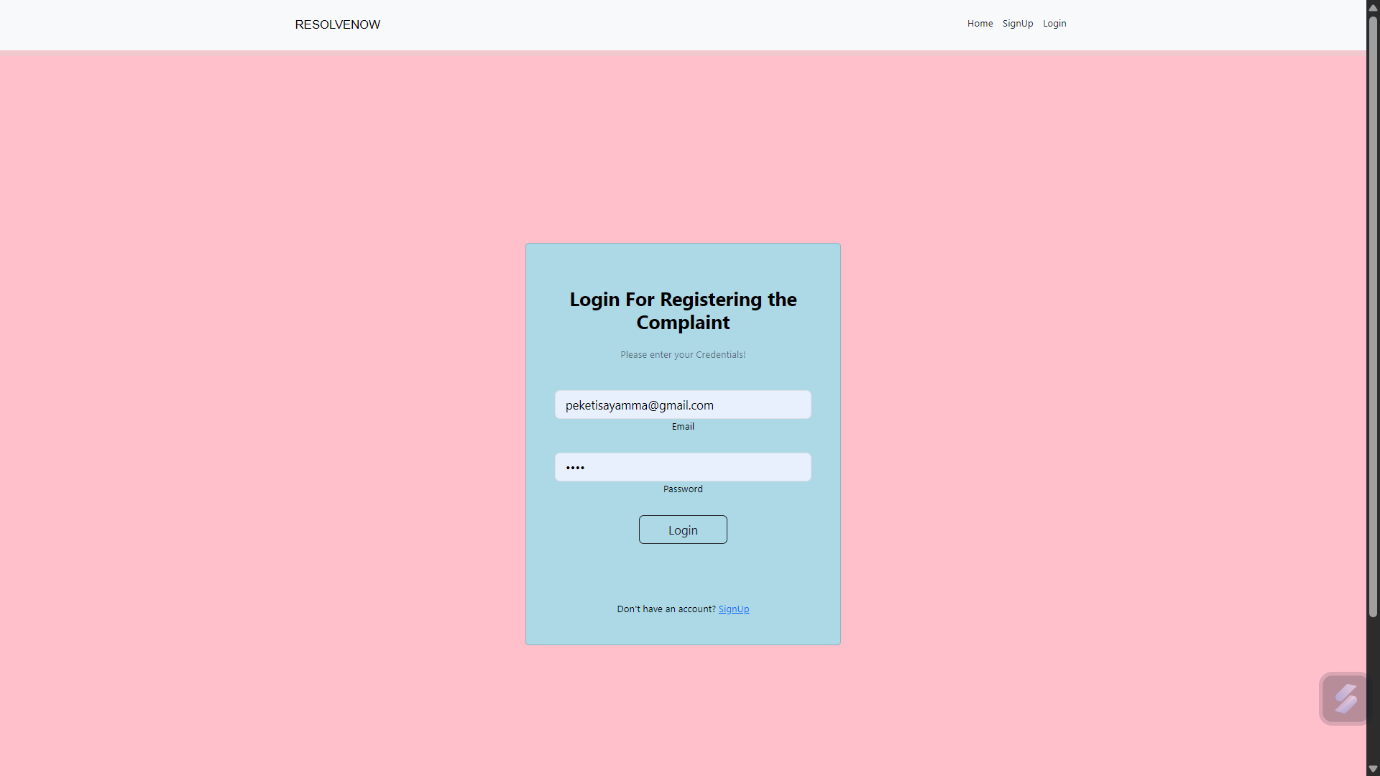 RESOLVENOW
Home SignUp Login
Login For Registering the
Complaint
Please enter your Credentials!
peketisayamma@gmail.com
Email
••••
Password
Login
Don't have an account? SignUp